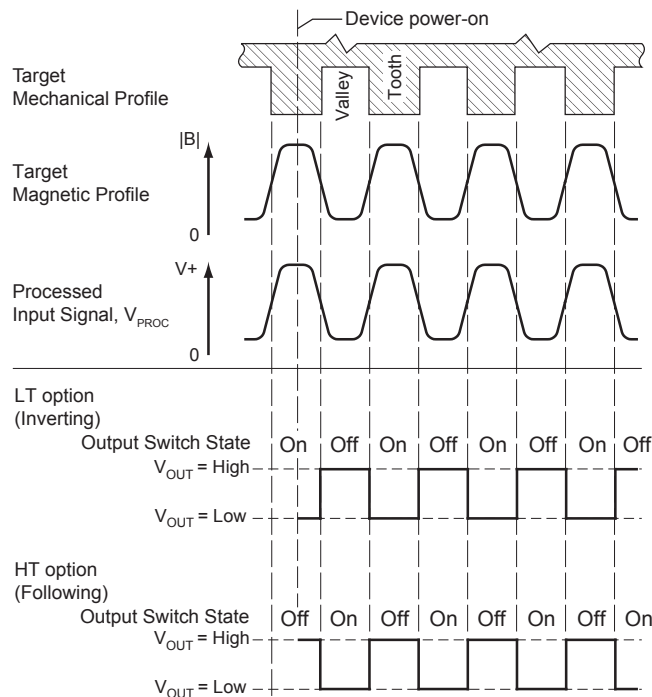 Device power-on
Target
Mechanical Profile
Valley
Tooth
|B|
Target
Magnetic Profile
0
V+
Processed
Input Signal, VPROC
0
LT option
(Inverting)
Output Switch State On Off On Off On Off On Off
VOUT = High
VOUT = Low
HT option
(Following)
Output Switch State Off On Off On Off On Off On
VOUT = High
VOUT = Low